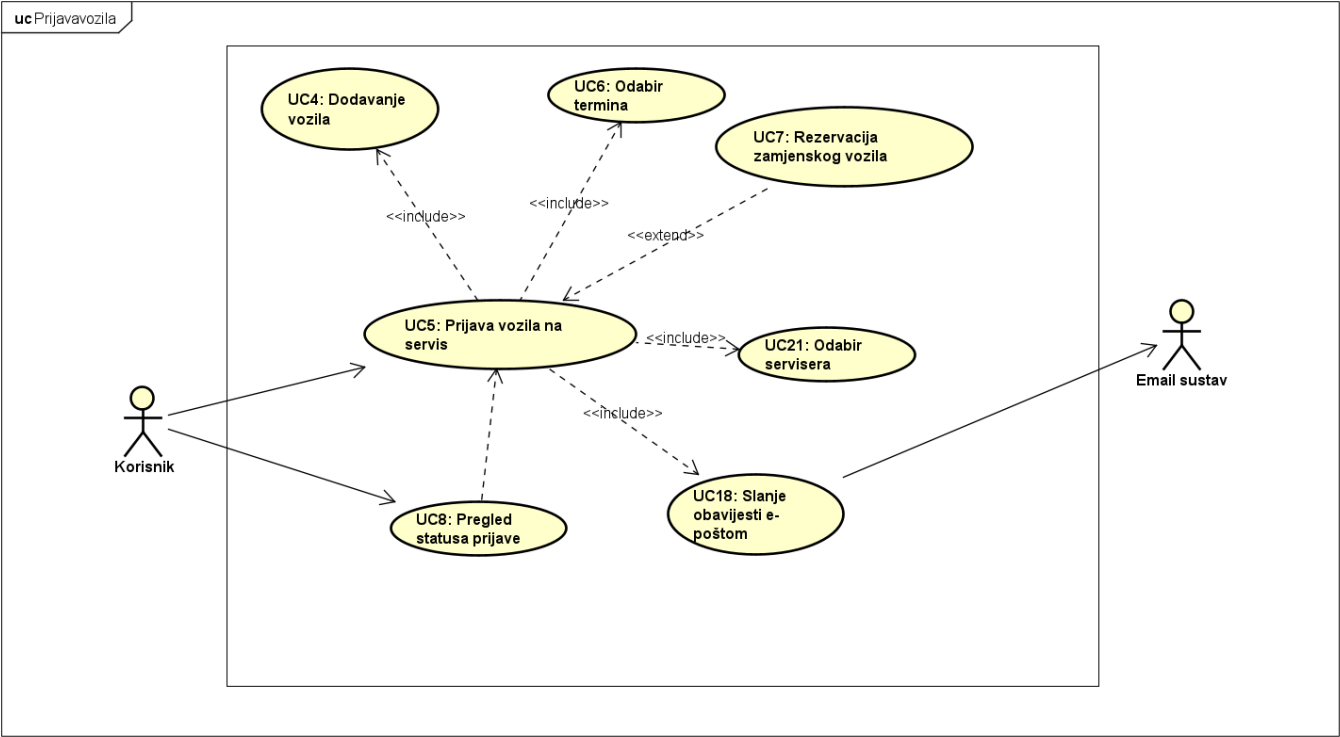 uc Prijavavozila
UC4: Dodavanje
vozila
UC6: Odabir
termina
UC7: Rezervacija
zamjenskog vozila
<<include>>
<<include>>
<<extend>>
UC5: Prijava vozila na
servis
<<include>>
UC21: Odabir
servisera
Email sustav
<<include>>
Korisnik
UC8: Pregled
statusa prijave
UC18: Slanje
obavijesti e-
poštom